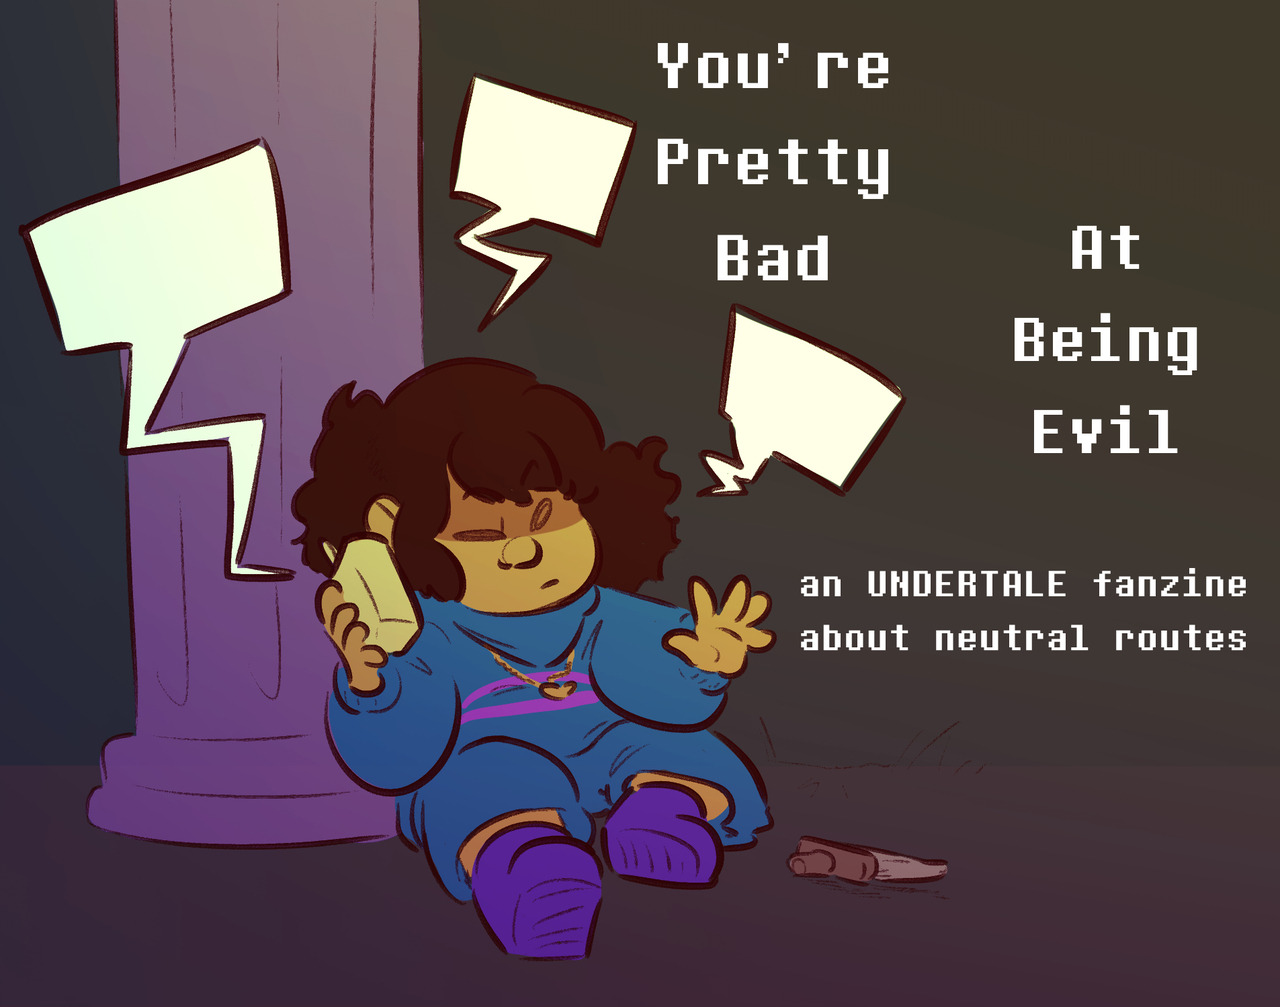 You're
Pretty
Bad
At
Being
Evil
an UNDERTALE fanzine
about neutral routes